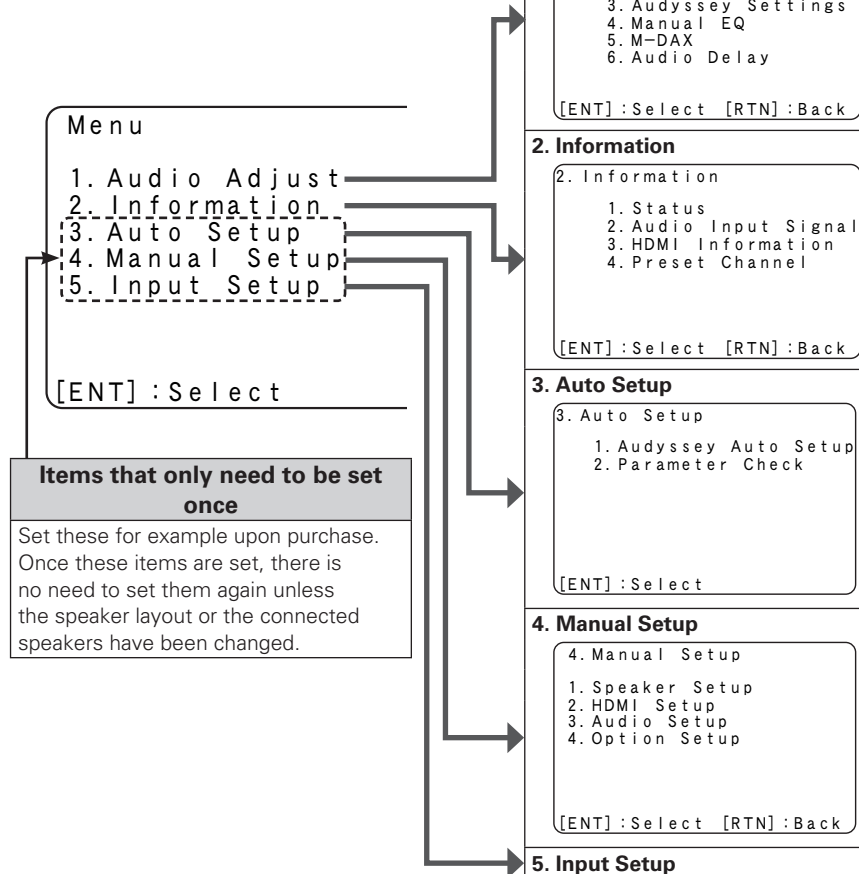 Menu
1. Audio Adjust
2. Information
3. Auto Setup
4. Manual Setup
5. Input Setup
[ENT]:Select
Items that only need to be set
once
Set these for example upon purchase.
Once these items are set, there is
no need to set them again unless
the speaker layout or the connected
speakers have been changed.
3. Audyssey Settings
4. Manual EQ
5. M-DAX
6. Audio Delay
[ENT]:Select [RTN]:Back
2. Information
2. Information
1. Status
2. Audio Input Signal
3. HDMI Information
4. Preset Channel
[ENT]:Select [RTN]:Back
3. Auto Setup
3. Auto Setup
1. Audyssey Auto Setup
2. Parameter Check
[ENT]:Select
4. Manual Setup
4. Manual Setup
1. Speaker Setup
2. HDMI Setup
3. Audio Setup
4. Option Setup
[ENT]:Select [RTN]:Back
5. Input Setup